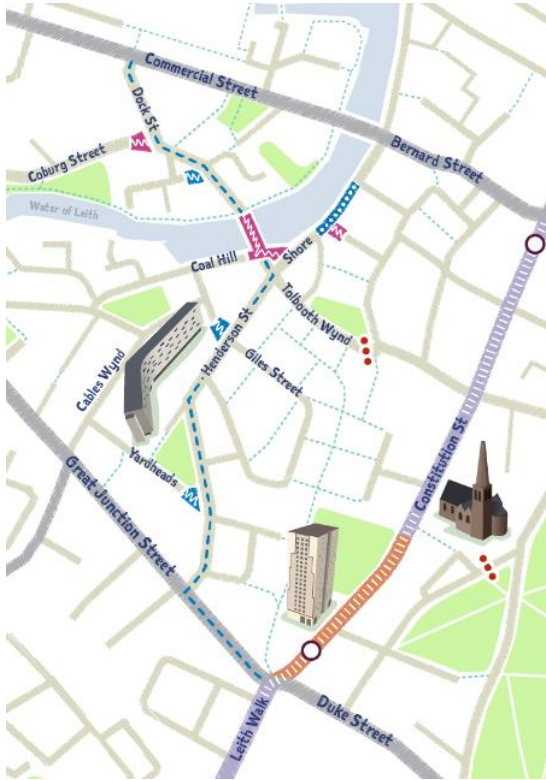 Commercial Street
Dock St
Bernard Street
Coburg Street
Water of Leith
Coal Hill
Shore
Tolbooth Wynd
Henderson St
Giles Street
Cables Wynd
Yardheads
Great Junction Street
Constitution St
Leith Walk
Duke Street